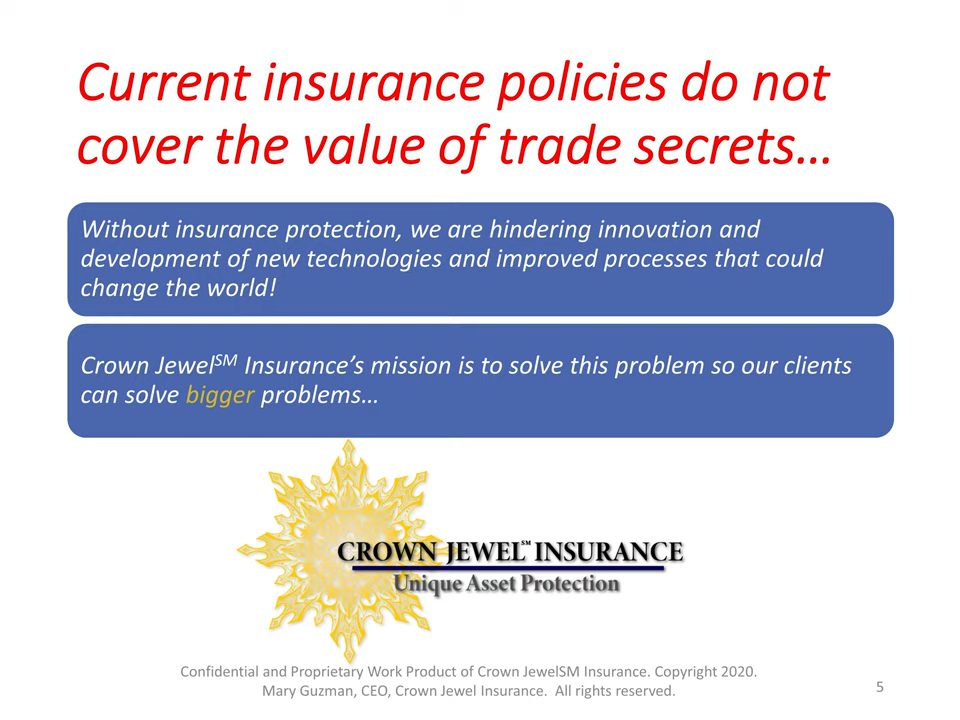 Current insurance policies do not
cover the value of trade secrets…
Without insurance protection, we are hindering innovation and
development of new technologies and improved processes that could
change the world!
Crown Jewel℠ Insurance’s mission is to solve this problem so our clients
can solve bigger problems…
CROWN JEWEL℠ INSURANCE
Unique Asset Protection
Confidential and Proprietary Work Product of Crown JewelSM Insurance. Copyright 2020.
Mary Guzman, CEO, Crown Jewel Insurance. All rights reserved.
5